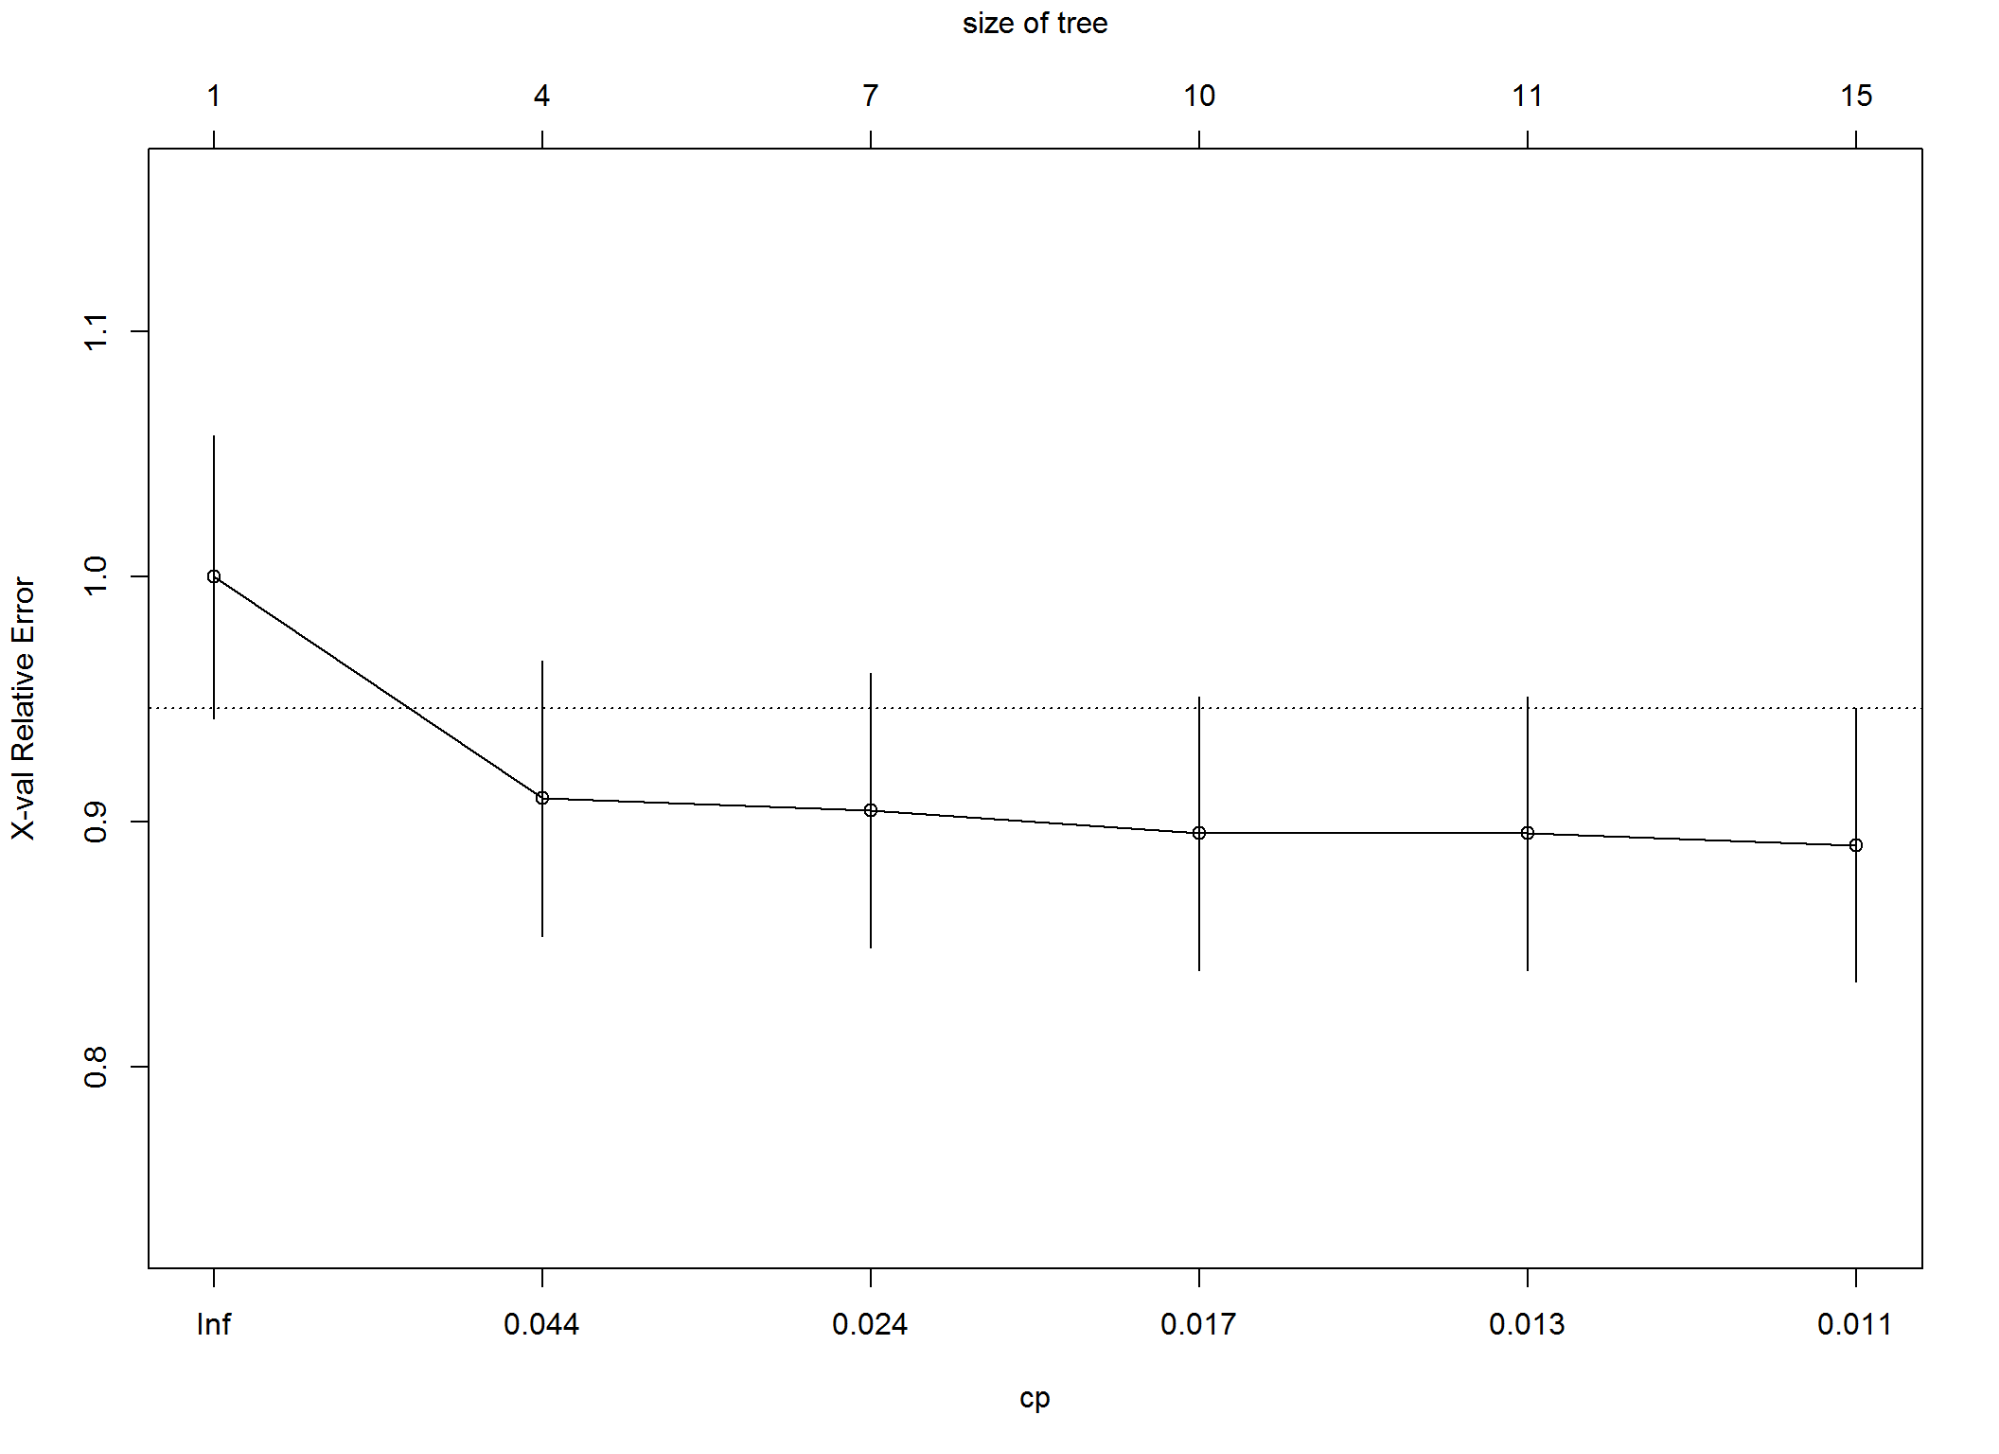 size of tree
1 4 7 10 11 15
1.1
1.0
0.9
0.8
X-val Relative Error
Inf 0.044 0.024 0.017 0.013 0.011
cp